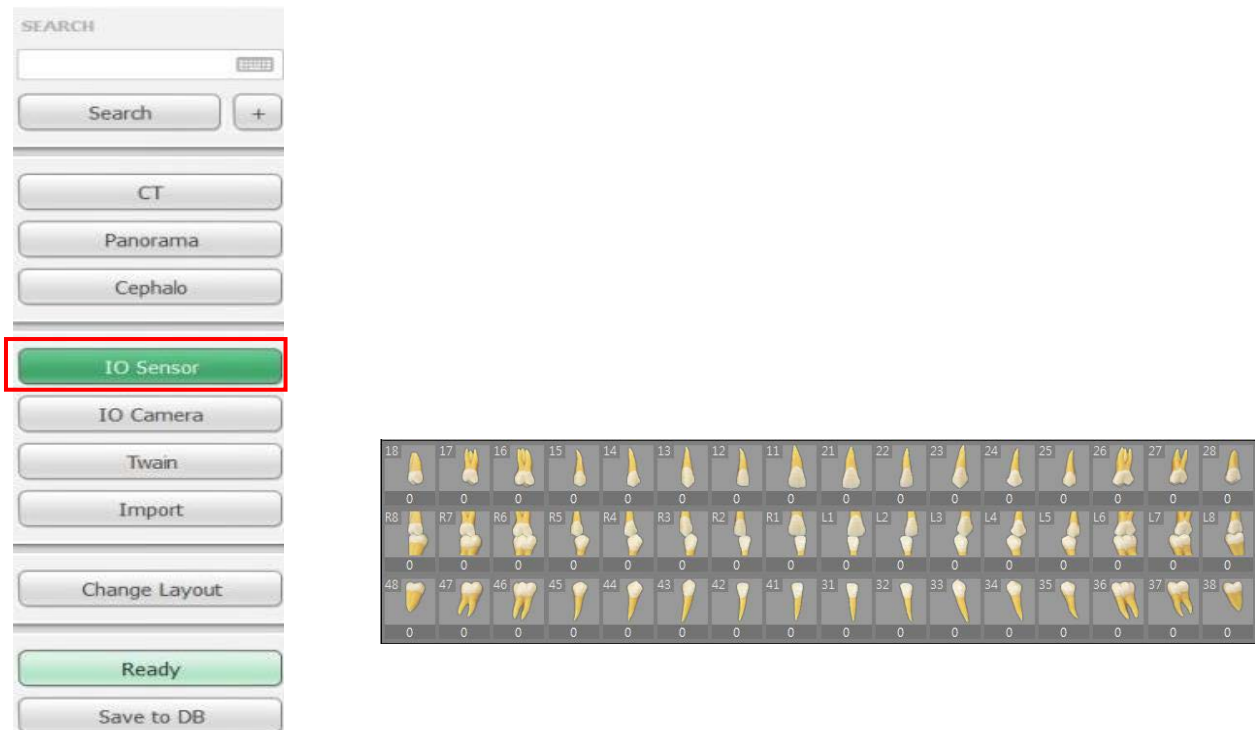 SEARCH
Search +
CT
Panorama
Cephalo
IO Sensor
IO Camera
Twain
Import
Change Layout
Ready
Save to DB
18 17 16 15 14 13 12 11 21 22 23 24 25 26 27 28
0 0 0 0 0 0 0 0 0 0 0 0 0 0 0 0
R8 R7 R6 R5 R4 R3 R2 R1 L1 L2 L3 L4 L5 L6 L7 L8
0 0 0 0 0 0 0 0 0 0 0 0 0 0 0 0
48 47 46 45 44 43 42 41 31 32 33 34 35 36 37 38
0 0 0 0 0 0 0 0 0 0 0 0 0 0 0 0